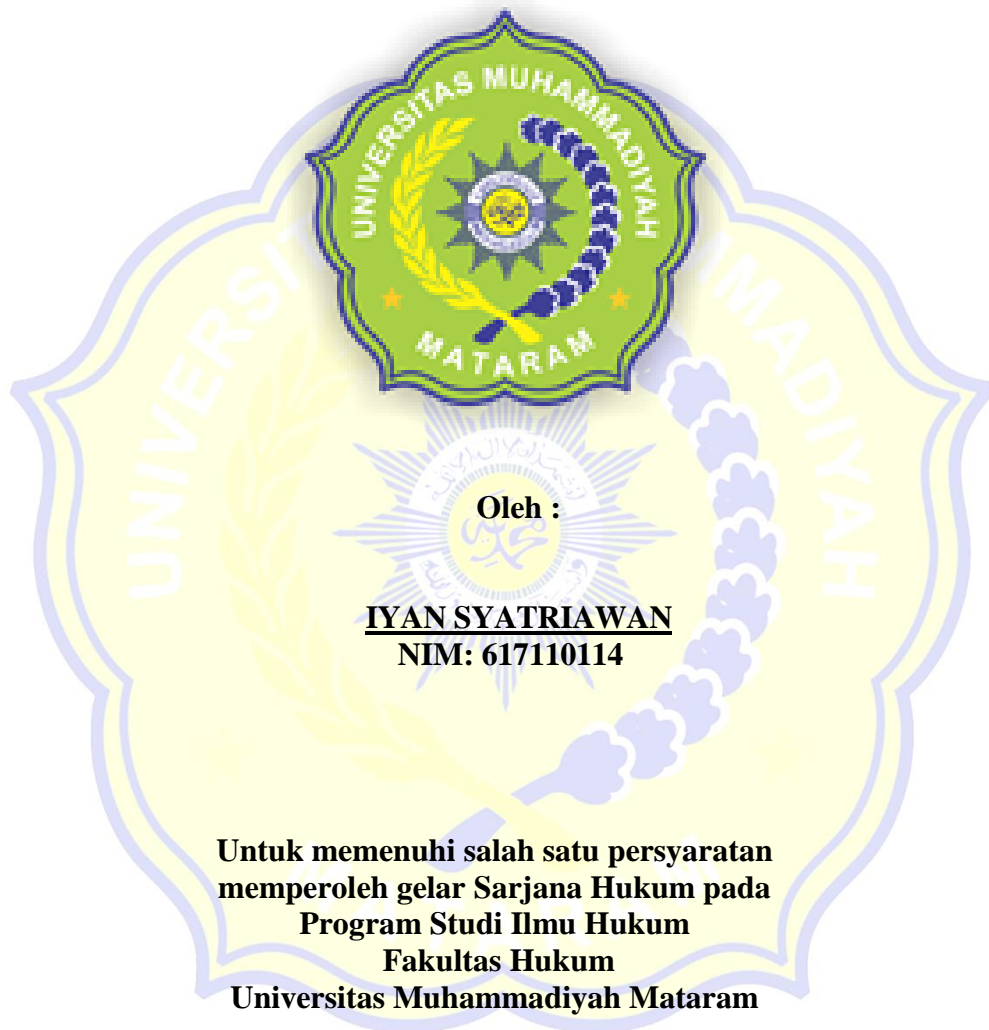 UNIVERSITAS MUHAMMADIYAH
MATARAM
Oleh :
IYAN SYATRIAWAN
NIM: 617110114
Untuk memenuhi salah satu persyaratan
memperoleh gelar Sarjana Hukum pada
Program Studi Ilmu Hukum
Fakultas Hukum
Universitas Muhammadiyah Mataram